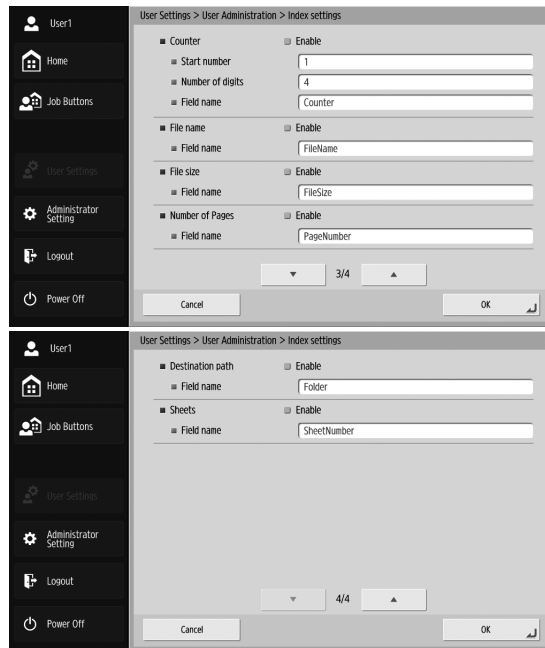 User1
Home
Job Buttons
User Settings
Administrator
Setting
Logout
Power Off
User Settings > User Administration > Index settings
Counter Enable
Start number 1
Number of digits 4
Field name Counter
File name Enable
Field name FileName
File size Enable
Field name FileSize
Number of Pages Enable
Field name PageNumber
3/4
Cancel OK
User1
Home
Job Buttons
User Settings
Administrator
Setting
Logout
Power Off
User Settings > User Administration > Index settings
Destination path Enable
Field name Folder
Sheets Enable
Field name SheetNumber
4/4
Cancel OK